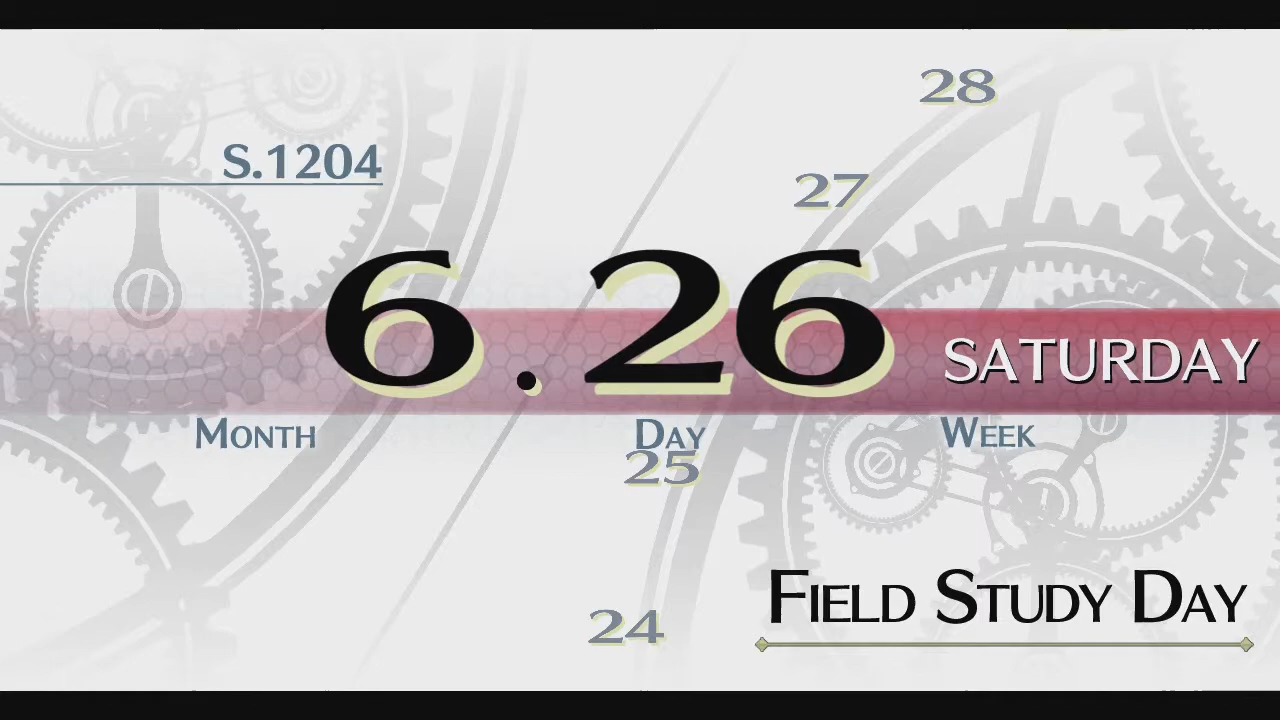 28
S.1204
27
6.26
SATURDAY
MONTH
DAY
WEEK
25
FIELD STUDY DAY
24